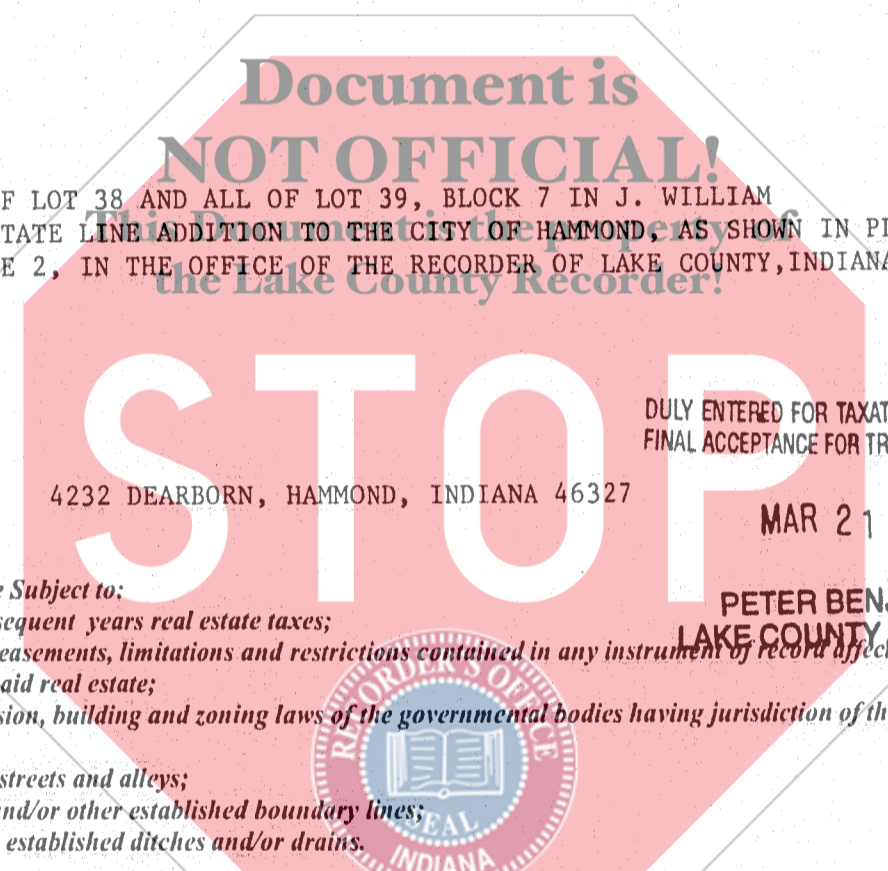 Document is
NOT OFFICIAL!
F LOT 38 AND ALL OF LOT 39, BLOCK 7 IN J. WILLIAM
This Document is the property of
TATE LINE ADDITION TO THE CITY OF HAMMOND, AS SHOWN IN PL
E 2, IN THE OFFICE OF THE RECORDER OF LAKE COUNTY, INDIANA
the Lake County Recorder!
STOP
DULY ENTERED FOR TAXAT
FINAL ACCEPTANCE FOR TR
4232 DEARBORN, HAMMOND, INDIANA 46327
MAR 21
e Subject to:
PETER BENJ
sequent years real estate taxes;
LAKE COUNTY
easements, limitations and restrictions contained in any instrument of record affect
aid real estate;
sion, building and zoning laws of the governmental bodies having jurisdiction of th
streets and alleys;
and/or other established boundary lines;
established ditches and/or drains.
RECORDER'S OFFICE
SEAL
INDIANA